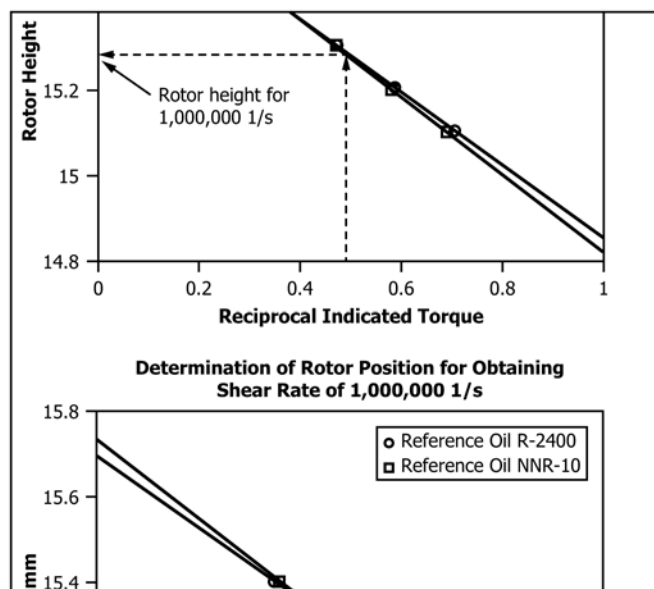 Rotor Height
15.2
15
14.8
Rotor height for
1,000,000 1/s
0 0.2 0.4 0.6 0.8 1
Reciprocal Indicated Torque
Determination of Rotor Position for Obtaining
Shear Rate of 1,000,000 1/s
15.8
15.6
15.4
Reference Oil R-2400
Reference Oil NNR-10
mm